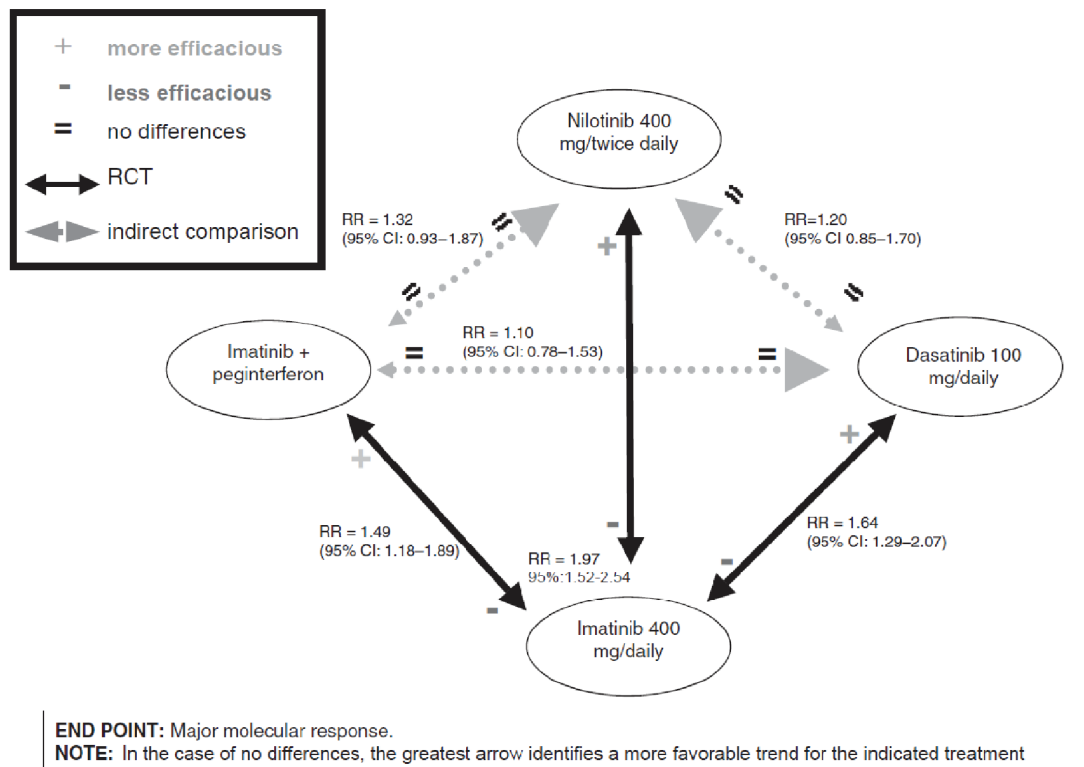 + more efficacious
- less efficacious
= no differences
RCT
indirect comparison
Nilotinib 400
mg/twice daily
RR = 1.32
(95% CI: 0.93–1.87)
=
=
+
=
=
RR=1.20
(95% CI 0.85–1.70)
Imatinib +
peginterferon
=
RR = 1.10
(95% CI: 0.78–1.53)
=
Dasatinib 100
mg/daily
+
+
RR = 1.49
(95% CI: 1.18–1.89)
-
RR = 1.97
95%:1.52-2.54
-
-
RR = 1.64
(95% CI: 1.29–2.07)
Imatinib 400
mg/daily
END POINT: Major molecular response.
NOTE: In the case of no differences, the greatest arrow identifies a more favorable trend for the indicated treatment